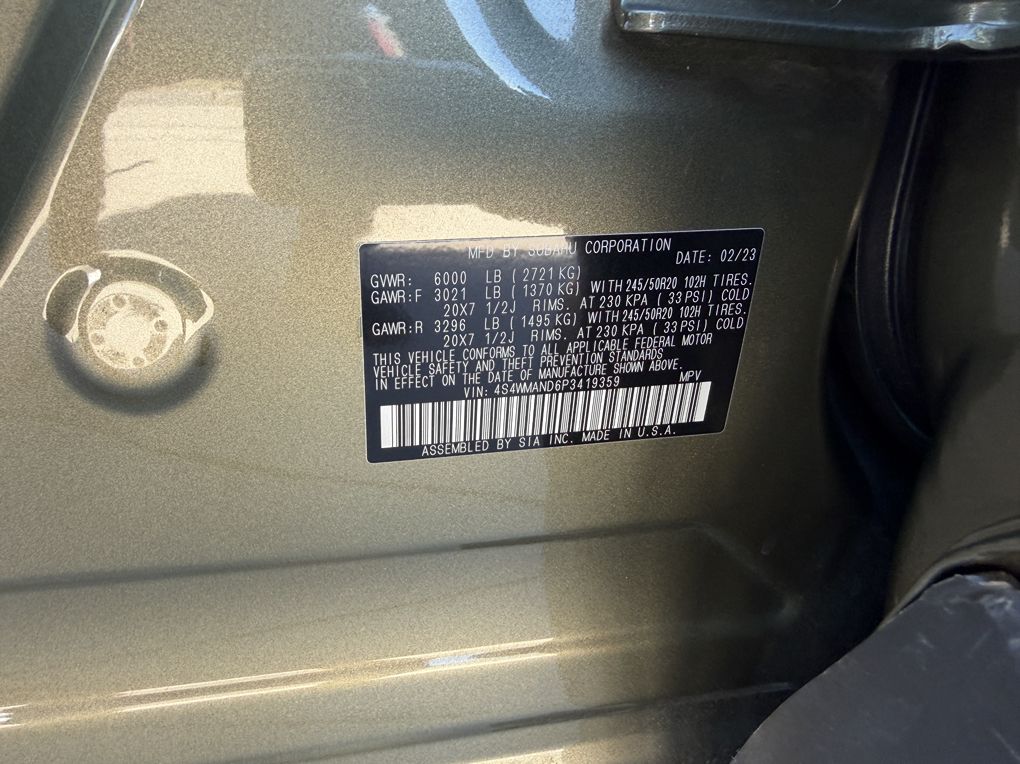 MFD BY SUBARU CORPORATION
DATE: 02/23
GVWR: 6000 LB (2721KG)
GAWR:F 3021 LB (1370 KG) WITH 245/50R20 102H TIRES.
20X7 1/2J RIMS. AT 230 KPA (33PSI) COLD
GAWR:R 3296 LB (1495 KG) WITH 245/50R20 102H TIRES.
20X7 1/2J RIMS. AT 230 KPA (33 PSI) COLD
THIS VEHICLE CONFORMS TO ALL APPLICABLE FEDERAL MOTOR
VEHICLE SAFETY AND THEFT PREVENTION STANDARDS
IN EFFECT ON THE DATE OF MANUFACTURE SHOWN ABOVE.
VIN: 4S4WMAND6P3419359 MPV
ASSEMBLED BY SIA INC. MADE IN U.S.A.